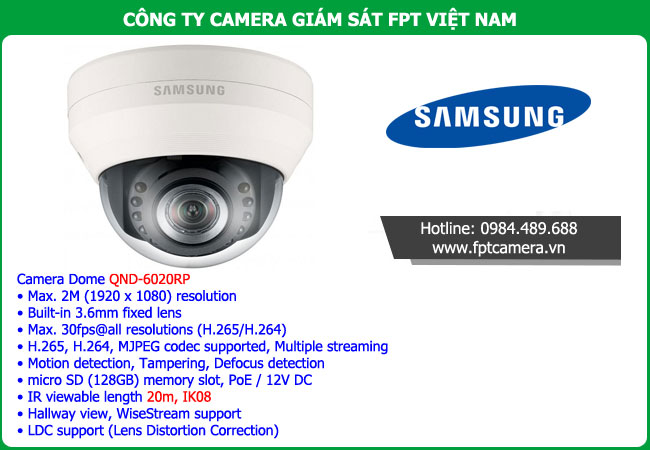 CÔNG TY CAMERA GIÁM SÁT FPT VIỆT NAM
SAMSUNG
SAMSUNG
Hotline: 0984.489.688
www.fptcamera.vn
Camera Dome QND-6020RP
• Max. 2M (1920 x 1080) resolution
• Built-in 3.6mm fixed lens
• Max. 30fps@all resolutions (H.265/H.264)
• H.265, H.264, MJPEG codec supported, Multiple streaming
• Motion detection, Tampering, Defocus detection
• micro SD (128GB) memory slot, PoE / 12V DC
• IR viewable length 20m, IK08
• Hallway view, WiseStream support
• LDC support (Lens Distortion Correction)